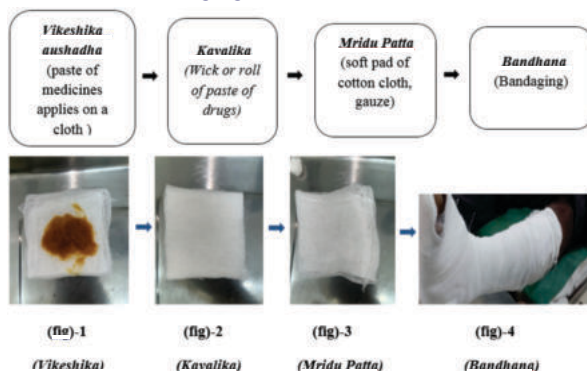 Vikeshika
aushadha
(paste of
medicines
applies on a
cloth )
Kavalika
(Wick or roll
of paste of
drugs)
Mridu Patta
(soft pad of
cotton cloth,
gauze)
Bandhana
(Bandaging)
(fig)-1
(fig)-2
(fig)-3
(fig)-4
(Vikeshika)
(Kavalika)
(Mridu Patta)
(Bandhana)